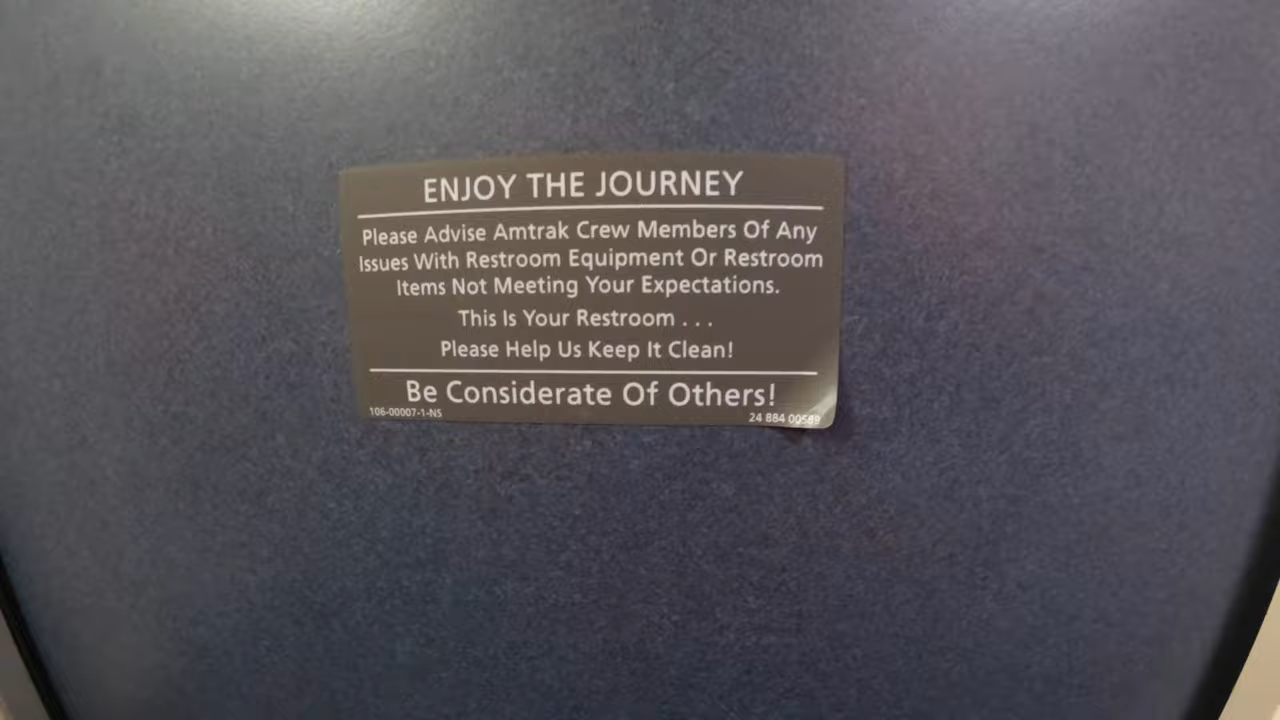 ENJOY THE JOURNEY
Please Advise Amtrak Crew Members Of Any
Issues With Restroom Equipment Or Restroom
Items Not Meeting Your Expectations.
This Is Your Restroom . . .
Please Help Us Keep It Clean!
Be Considerate Of Others!
106-00007-1-NS
24 884 00589